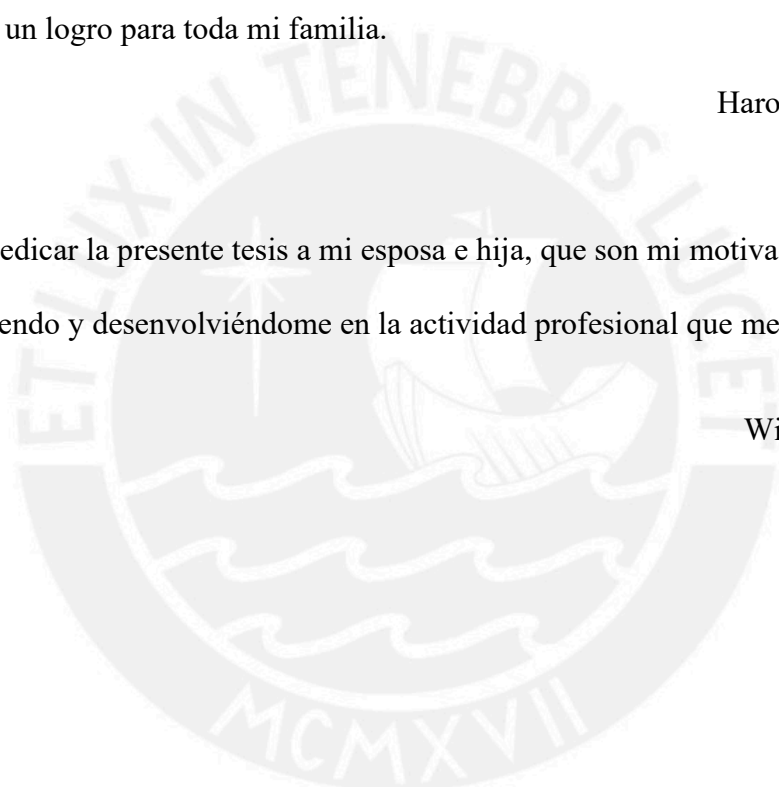 un logro para toda mi familia.
Haro
edicar la presente tesis a mi esposa e hija, que son mi motiva
endo y desenvolviéndome en la actividad profesional que me
Wi
ET LUX IN TENEBRIS LUCET
MCMXVII